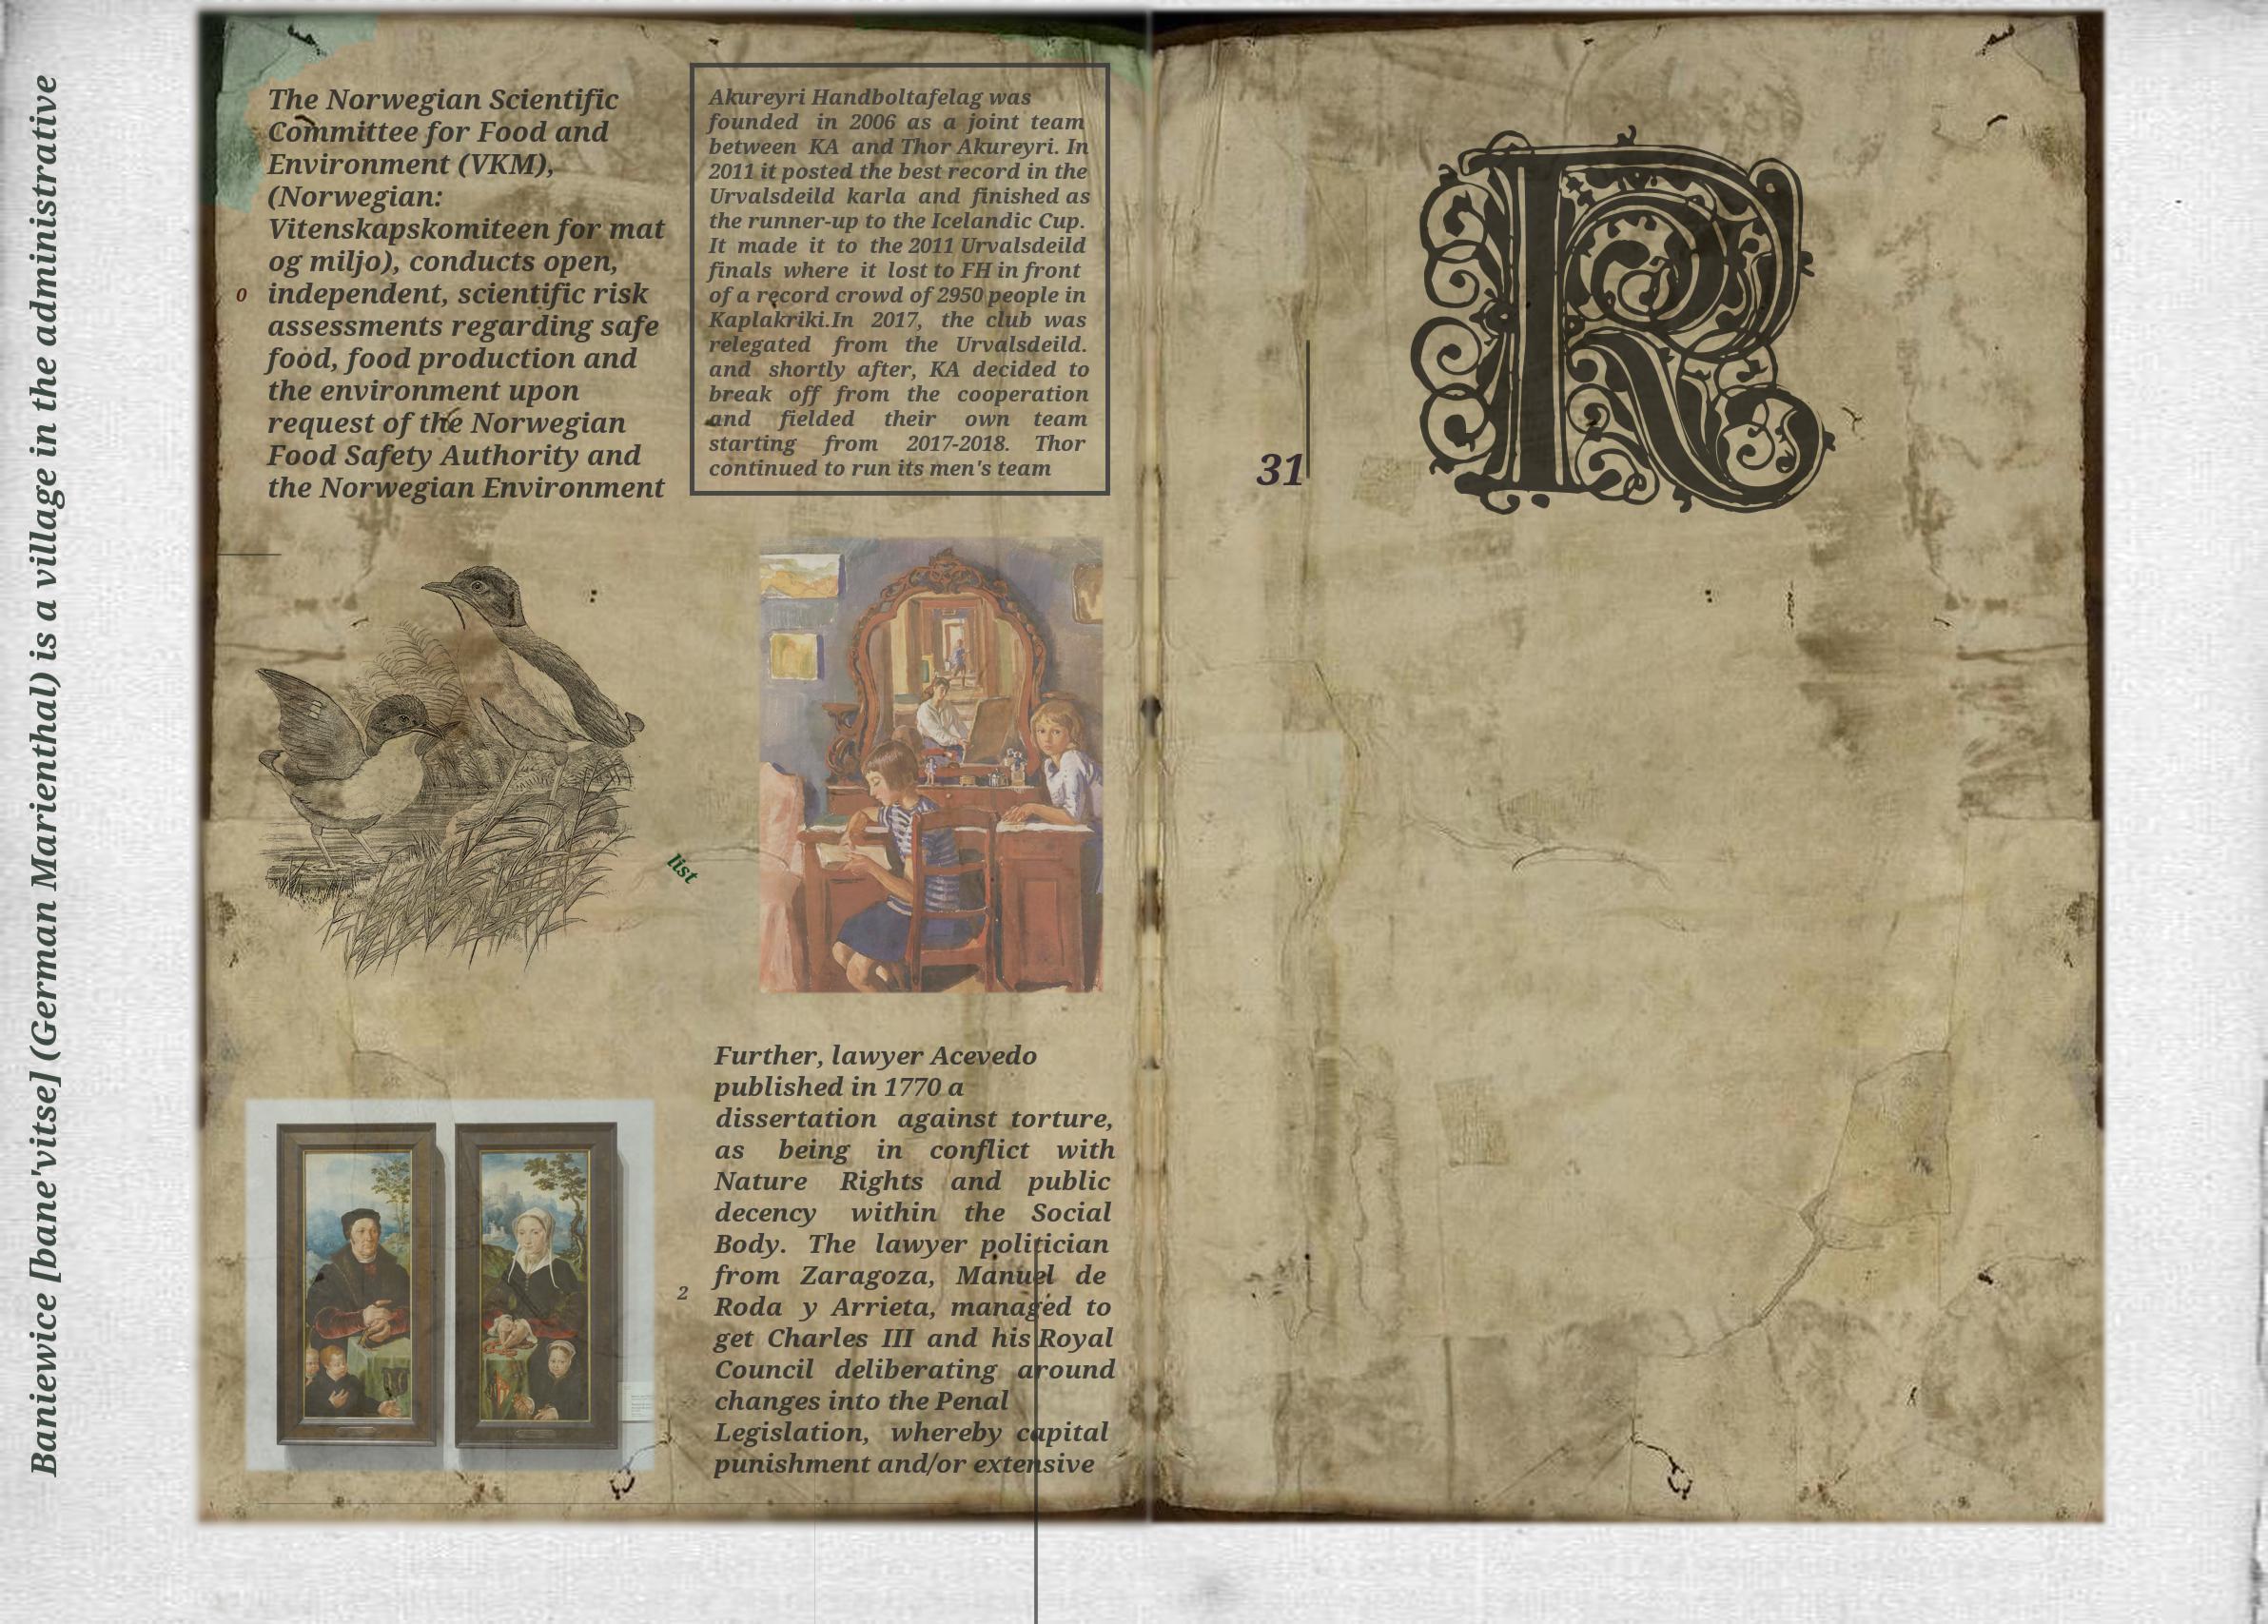 Baniewice [bane'vitse] (German Marienthal) is a village in the administrative
The Norwegian Scientific
Committee for Food and
Environment (VKM),
(Norwegian:
Vitenskapskomiteen for mat
og miljo), conducts open,
independent, scientific risk
assessments regarding safe
food, food production and
the environment upon
request of the Norwegian
Food Safety Authority and
the Norwegian Environment
0
Akureyri Handboltafelag was
founded in 2006 as a joint team
between KA and Thor Akureyri. In
2011 it posted the best record in the
Urvalsdeild karla and finished as
the runner-up to the Icelandic Cup.
It made it to the 2011 Urvalsdeild
finals where it lost to FH in front
of a record crowd of 2950 people in
Kaplakriki.In 2017, the club was
relegated from the Urvalsdeild.
and shortly after, KA decided to
break off from the cooperation
and fielded their own team
starting from 2017-2018. Thor
continued to run its men's team
list
Further, lawyer Acevedo
published in 1770 a
dissertation against torture,
as being in conflict with
Nature Rights and public
decency within the Social
Body. The lawyer politician
from Zaragoza, Manuel de
Roda y Arrieta, managed to
get Charles III and his Royal
Council deliberating around
changes into the Penal
Legislation, whereby capital
punishment and/or extensive
2
31
R